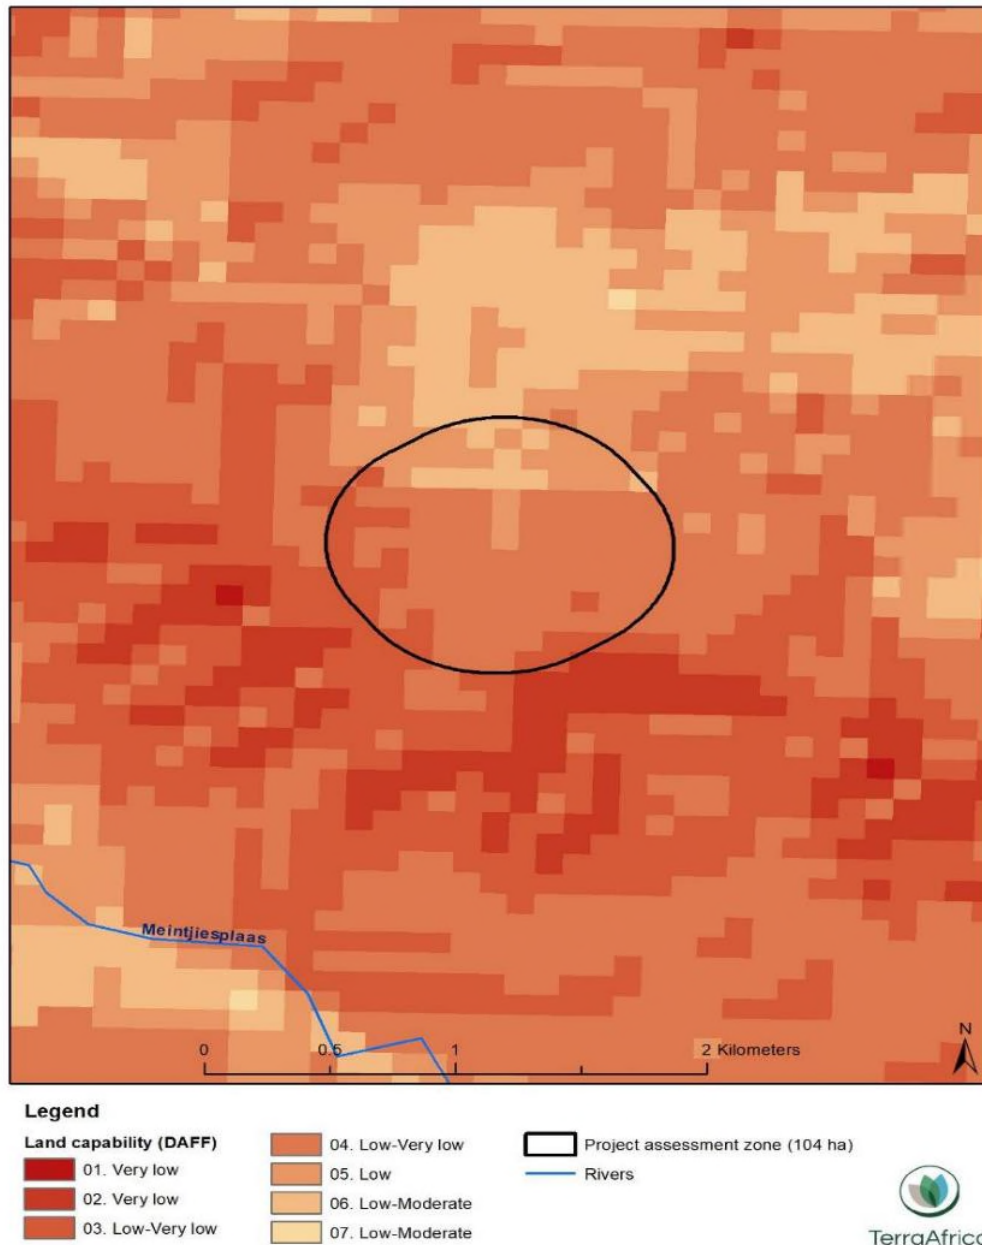 Meintjiesplaas
0 0.5 1 2 Kilometers
N
Legend
Land capability (DAFF)
01. Very low
02. Very low
03. Low-Very low
04. Low-Very low
05. Low
06. Low-Moderate
07. Low-Moderate
Project assessment zone (104 ha)
Rivers
TerraAfrica